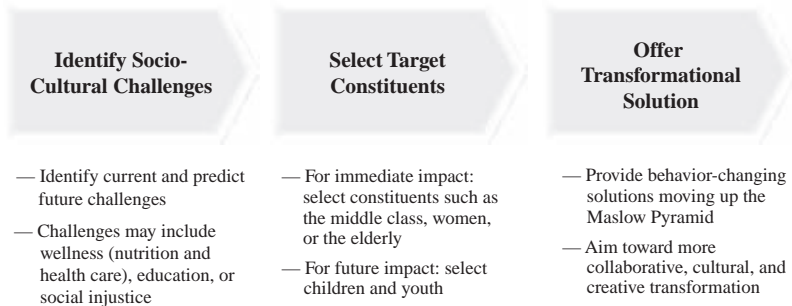 Identify Socio-
Cultural Challenges
— Identify current and predict
future challenges
— Challenges may include
wellness (nutrition and
health care), education, or
social injustice
Select Target
Constituents
— For immediate impact:
select constituents such as
the middle class, women,
or the elderly
— For future impact: select
children and youth
Offer
Transformational
Solution
— Provide behavior-changing
solutions moving up the
Maslow Pyramid
— Aim toward more
collaborative, cultural, and
creative transformation